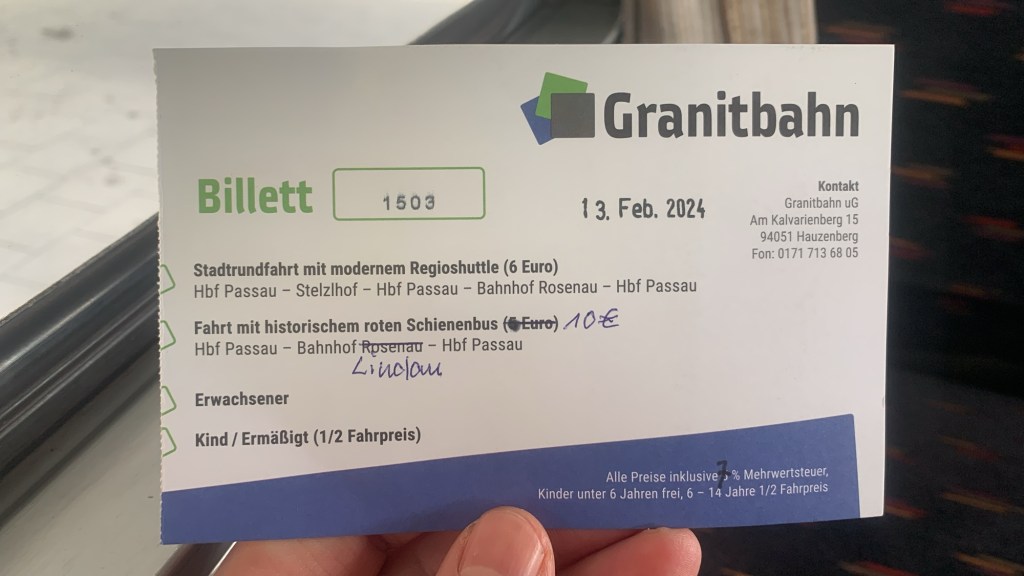 Granitbahn
Billett 1503
13. Feb. 2024
Kontakt
Granitbahn uG
Am Kalvarienberg 15
94051 Hauzenberg
Fon: 0171 713 68 05
Stadtrundfahrt mit modernem Regioshuttle (6 Euro)
Hbf Passau – Stelzlhof – Hbf Passau – Bahnhof Rosenau – Hbf Passau
Fahrt mit historischem roten Schienenbus ( Euro) 10€
Hbf Passau – Bahnhof Rosenau – Hbf Passau
Lindau
Erwachsener
Kind / Ermäßigt (1/2 Fahrpreis)
Alle Preise inklusive 7 % Mehrwertsteuer,
Kinder unter 6 Jahren frei, 6 – 14 Jahre 1/2 Fahrpreis